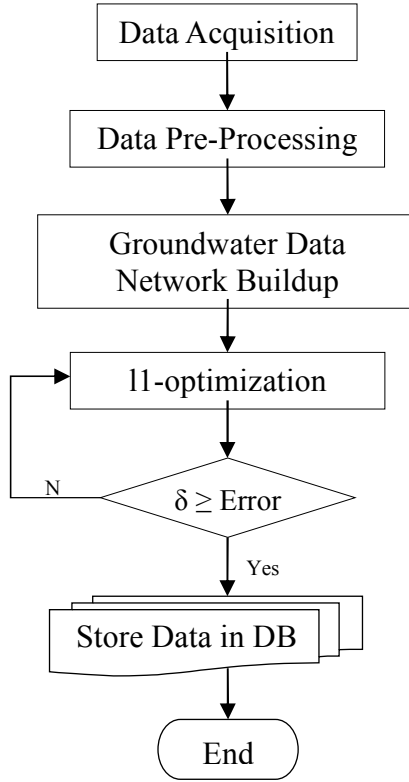 Data Acquisition
Data Pre-Processing
Groundwater Data
Network Buildup
l1-optimization
N
δ ≥ Error
Yes
Store Data in DB
End